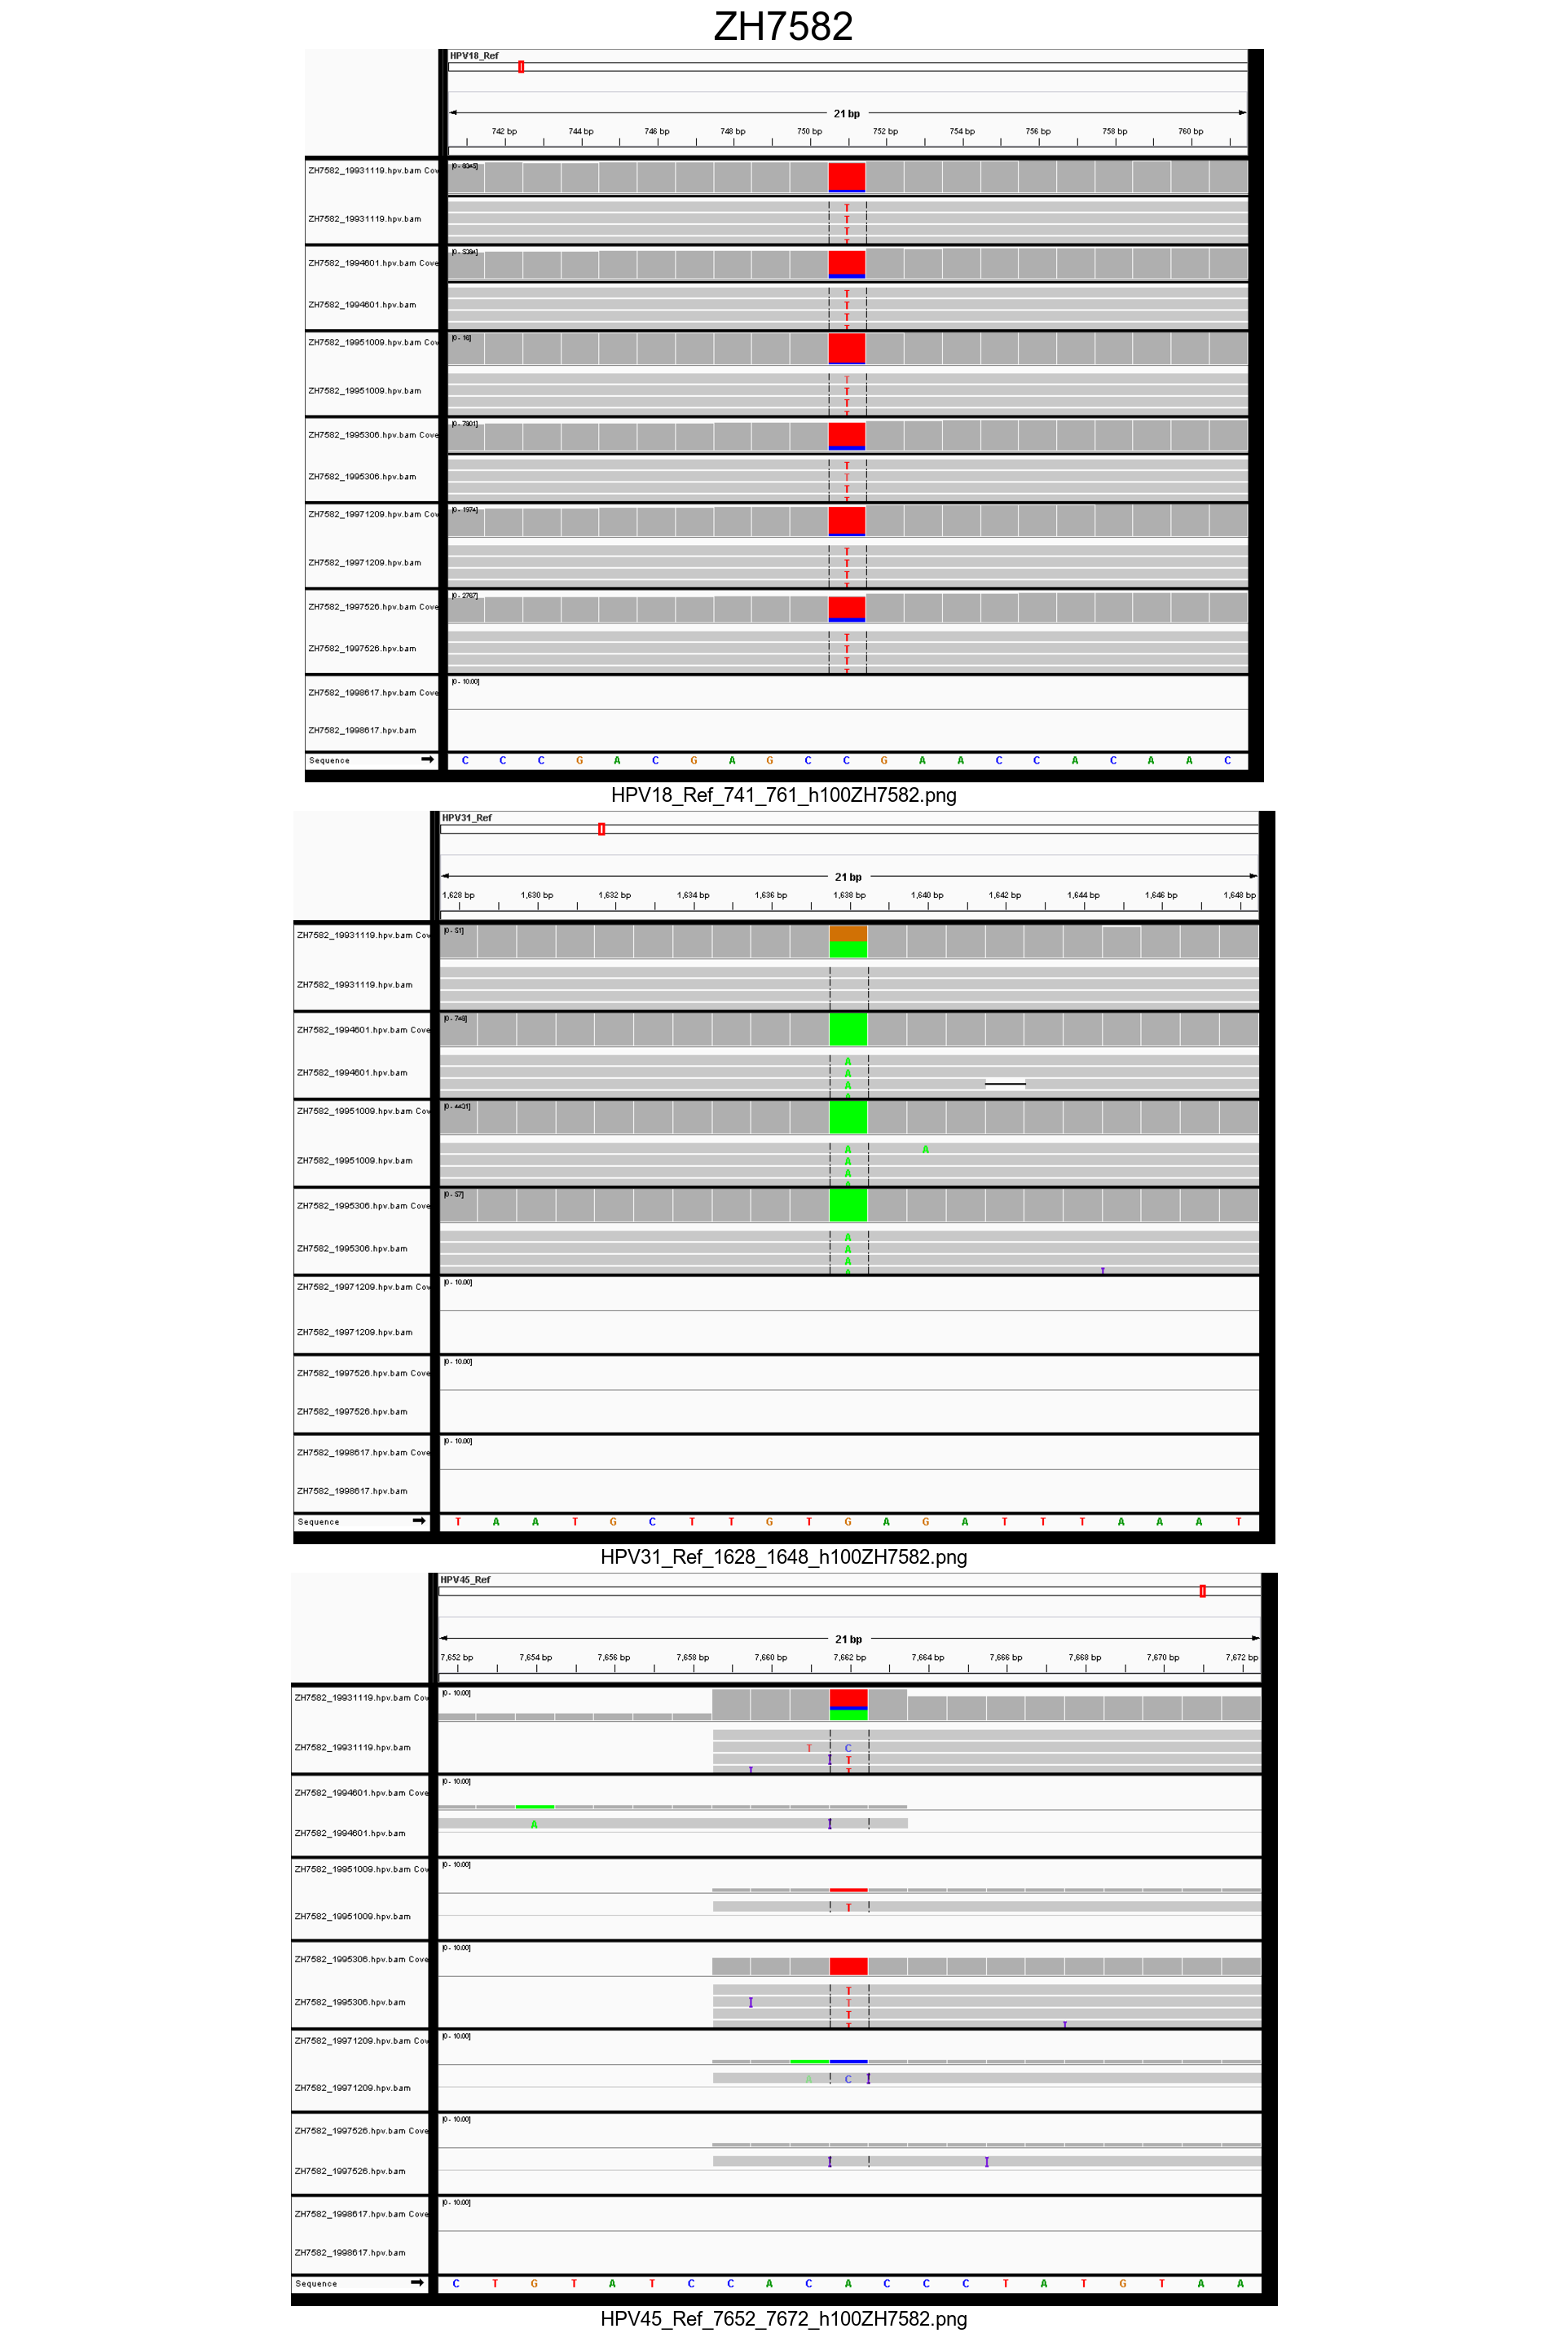 ZH7582
HPV18_Ref
21 bp
742 bp 744 bp 746 bp 748 bp 750 bp 752 bp 754 bp 756 bp 758 bp 760 bp
ZH7582_19931119.hpv.bam Cov
ZH7582_19931119.hpv.bam
T
T
T
T
ZH7582_1994601.hpv.bam Cove
[0 - 5384]
ZH7582_1994601.hpv.bam
T
T
T
T
ZH7582_19951009.hpv.bam Cov
[0 - 16]
ZH7582_19951009.hpv.bam
T
T
T
T
ZH7582_1995306.hpv.bam Cove
[0 - 7901]
ZH7582_1995306.hpv.bam
T
T
T
T
ZH7582_19971209.hpv.bam Cov
[0 - 1974]
ZH7582_19971209.hpv.bam
T
T
T
T
ZH7582_1997526.hpv.bam Cove
[0 - 2767]
ZH7582_1997526.hpv.bam
T
T
T
T
ZH7582_1998617.hpv.bam Cove
[0 - 10.00]
ZH7582_1998617.hpv.bam
Sequence C C C G A C G A G C C G A A C C A C A A C
HPV18_Ref_741_761_h100ZH7582.png
HPV31_Ref
21 bp
1,628 bp 1,630 bp 1,632 bp 1,634 bp 1,636 bp 1,638 bp 1,640 bp 1,642 bp 1,644 bp 1,646 bp 1,648 bp
ZH7582_19931119.hpv.bam Cov
[0 - 51]
ZH7582_19931119.hpv.bam
ZH7582_1994601.hpv.bam Cove
[0 - 748]
ZH7582_1994601.hpv.bam
A
A
A
A
ZH7582_19951009.hpv.bam Cov
[0 - 4431]
ZH7582_19951009.hpv.bam
A A
A
A
A
ZH7582_1995306.hpv.bam Cove
[0 - 57]
ZH7582_1995306.hpv.bam
A
A
A
A
ZH7582_19971209.hpv.bam Cov
[0 - 10.00]
ZH7582_19971209.hpv.bam
ZH7582_1997526.hpv.bam Cove
[0 - 10.00]
ZH7582_1997526.hpv.bam
ZH7582_1998617.hpv.bam Cove
[0 - 10.00]
ZH7582_1998617.hpv.bam
Sequence T A A T G C T T G T G A G A T T T A A A T
HPV31_Ref_1628_1648_h100ZH7582.png
HPV45_Ref
21 bp
7,652 bp 7,654 bp 7,656 bp 7,658 bp 7,660 bp 7,662 bp 7,664 bp 7,666 bp 7,668 bp 7,670 bp 7,672 bp
ZH7582_19931119.hpv.bam Cov
[0 - 10.00]
ZH7582_19931119.hpv.bam
T C
T
T
ZH7582_1994601.hpv.bam Cove
[0 - 10.00]
ZH7582_1994601.hpv.bam
A
ZH7582_19951009.hpv.bam Cov
[0 - 10.00]
ZH7582_19951009.hpv.bam
T
ZH7582_1995306.hpv.bam Cove
[0 - 10.00]
ZH7582_1995306.hpv.bam
T
T
T
T
ZH7582_19971209.hpv.bam Cov
[0 - 10.00]
ZH7582_19971209.hpv.bam
A C
ZH7582_1997526.hpv.bam Cove
[0 - 10.00]
ZH7582_1997526.hpv.bam
ZH7582_1998617.hpv.bam Cove
[0 - 10.00]
ZH7582_1998617.hpv.bam
Sequence C T G T A T C C A C A C C C T A T G T A A
HPV45_Ref_7652_7672_h100ZH7582.png